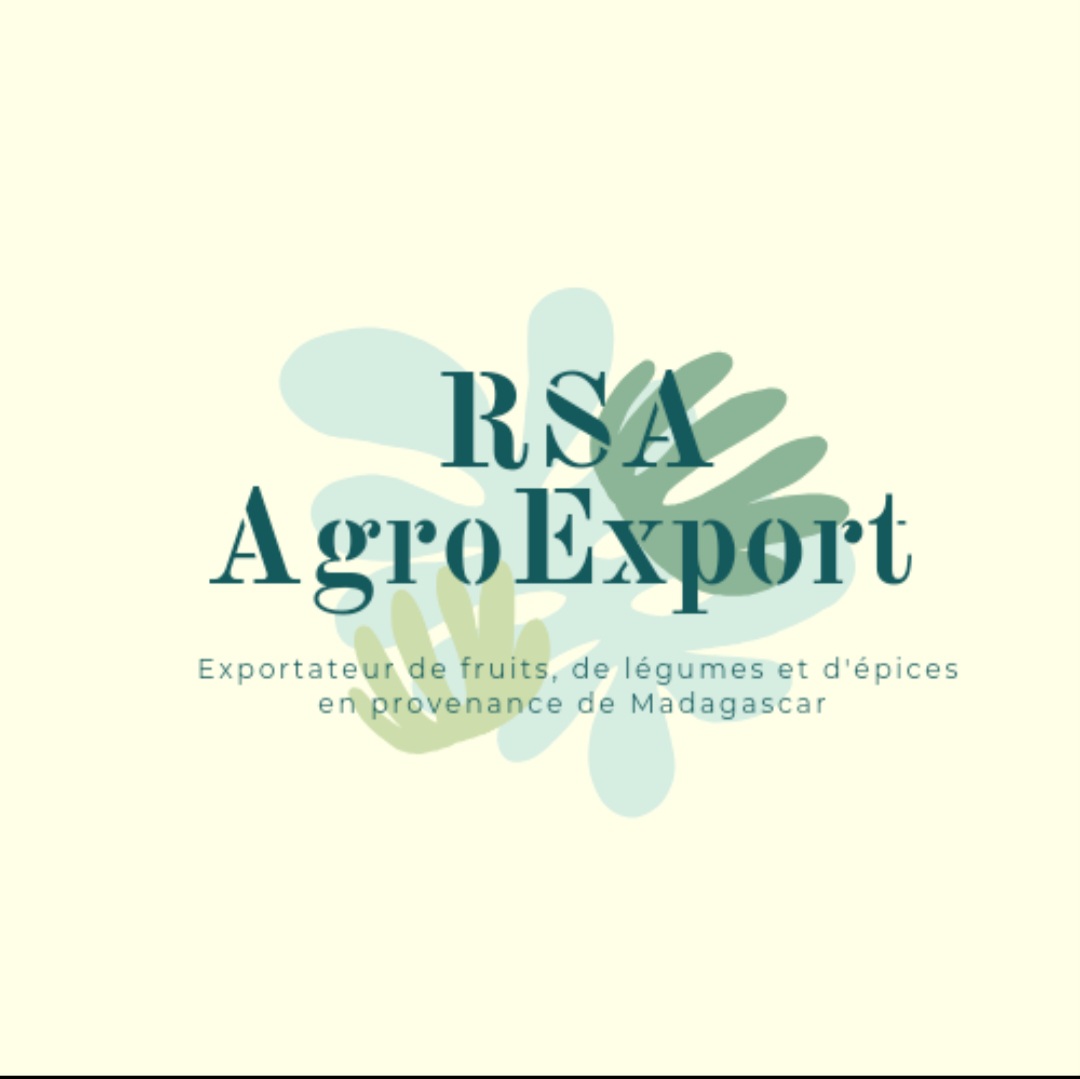 RSA
AgroExport
Exportateur de fruits, de légumes et d'épices
en provenance de Madagascar